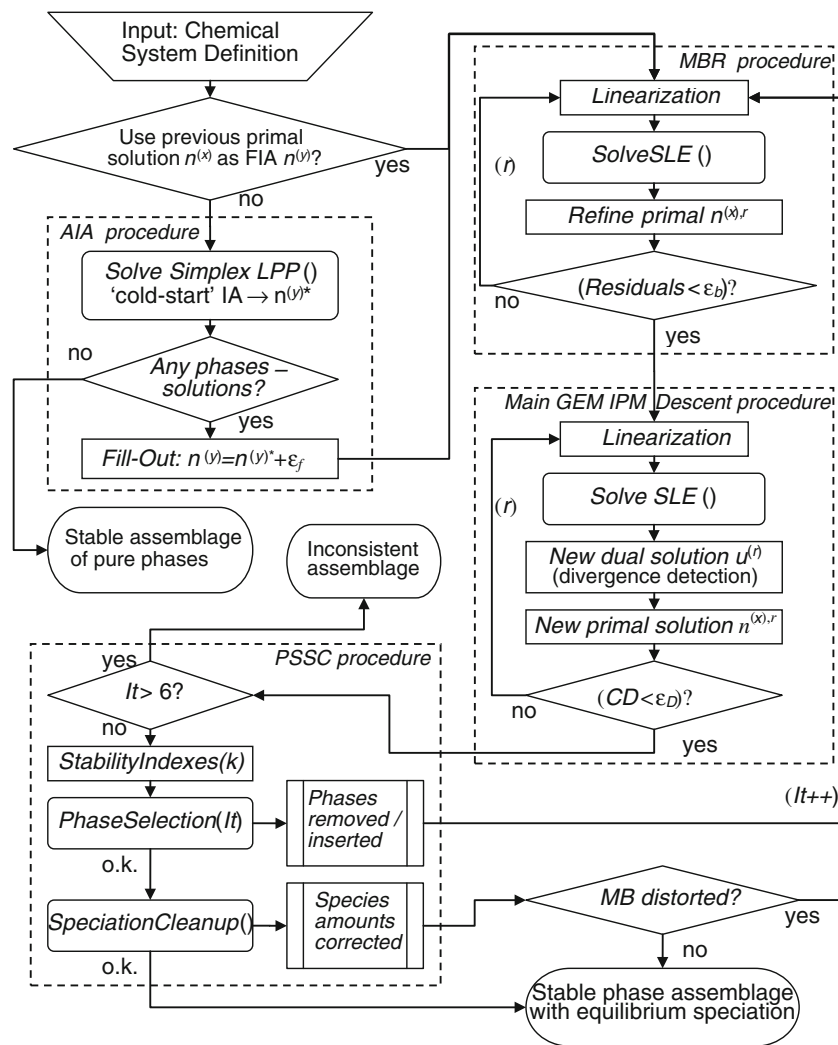 Input: Chemical
System Definition
Use previous primal
solution n(x) as FIA n(y)?
yes
no
AIA procedure
Solve Simplex LPP()
‘cold-start’ IA → n(y)*
no
Any phases –
solutions?
yes
Fill-Out: n(y)=n(y)*+εf
Stable assemblage
of pure phases
Inconsistent
assemblage
MBR procedure
Linearization
(r)
SolveSLE ()
Refine primal n(x),r
(Residuals<εb)?
no
yes
Main GEM IPM Descent procedure
Linearization
(r)
Solve SLE ()
New dual solution u(r)
(divergence detection)
New primal solution n(x),r
(CD<εD)?
no
yes
PSSC procedure
yes
It> 6?
no
StabilityIndexes(k)
PhaseSelection(It)
Phases
removed /
inserted
(It++)
o.k.
SpeciationCleanup()
Species
amounts
corrected
MB distorted?
yes
no
o.k.
Stable phase assemblage
with equilibrium speciation